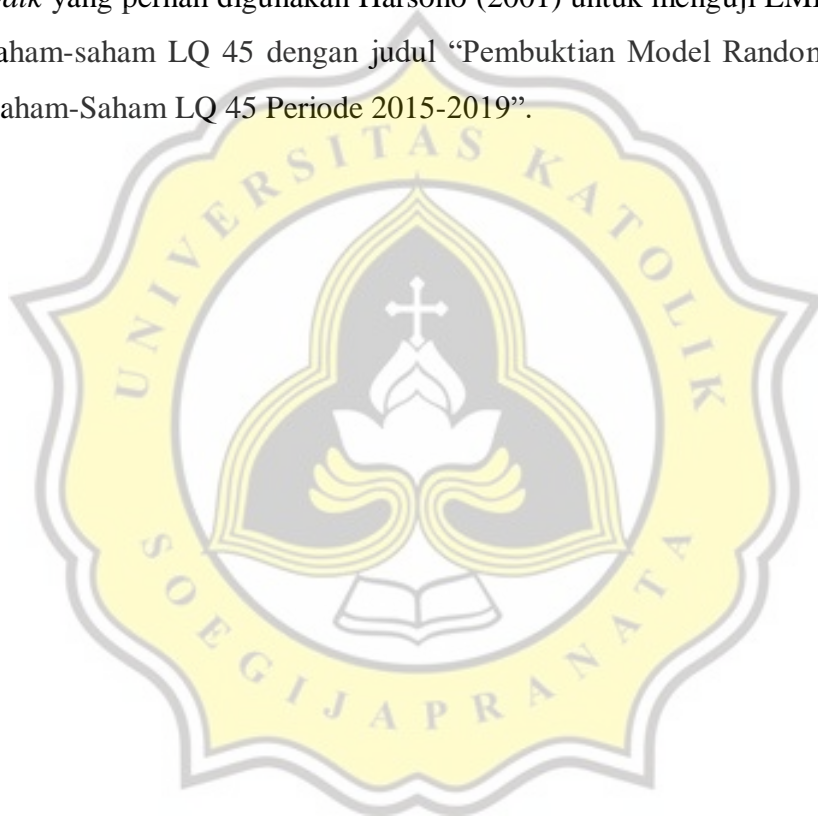 yang pernah digunakan Harsono (2001) untuk menguji
saham-saham LQ 45 dengan judul “Pembuktian Model Random
Saham-Saham LQ 45 Periode 2015-2019”.
UNIVERSITAS KATOLIK
SOEGIJAPRANATA